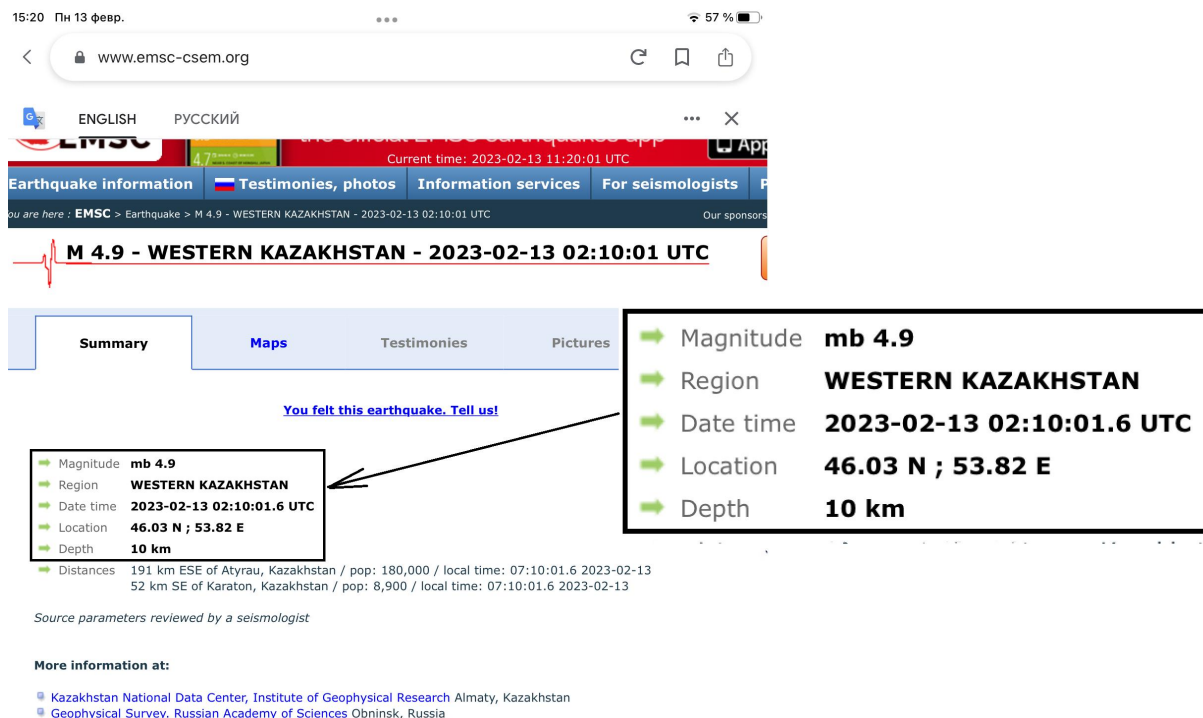 15:20 Пн 13 февр.
57 %
www.emsc-csem.org
ENGLISH РУССКИЙ
EMSC
the official EMSC earthquakes app
4.7
Current time: 2023-02-13 11:20:01 UTC
App
Earthquake information Testimonies, photos Information services For seismologists
ou are here : EMSC > Earthquake > M 4.9 - WESTERN KAZAKHSTAN - 2023-02-13 02:10:01 UTC Our sponsors
M 4.9 - WESTERN KAZAKHSTAN - 2023-02-13 02:10:01 UTC
Summary Maps Testimonies Pictures
You felt this earthquake. Tell us!
Magnitude mb 4.9
Region WESTERN KAZAKHSTAN
Date time 2023-02-13 02:10:01.6 UTC
Location 46.03 N ; 53.82 E
Depth 10 km
Magnitude mb 4.9
Region WESTERN KAZAKHSTAN
Date time 2023-02-13 02:10:01.6 UTC
Location 46.03 N ; 53.82 E
Depth 10 km
Distances 191 km ESE of Atyrau, Kazakhstan / pop: 180,000 / local time: 07:10:01.6 2023-02-13
52 km SE of Karaton, Kazakhstan / pop: 8,900 / local time: 07:10:01.6 2023-02-13
Source parameters reviewed by a seismologist
More information at:
Kazakhstan National Data Center, Institute of Geophysical Research Almaty, Kazakhstan
Geophysical Survey, Russian Academy of Sciences Obninsk, Russia